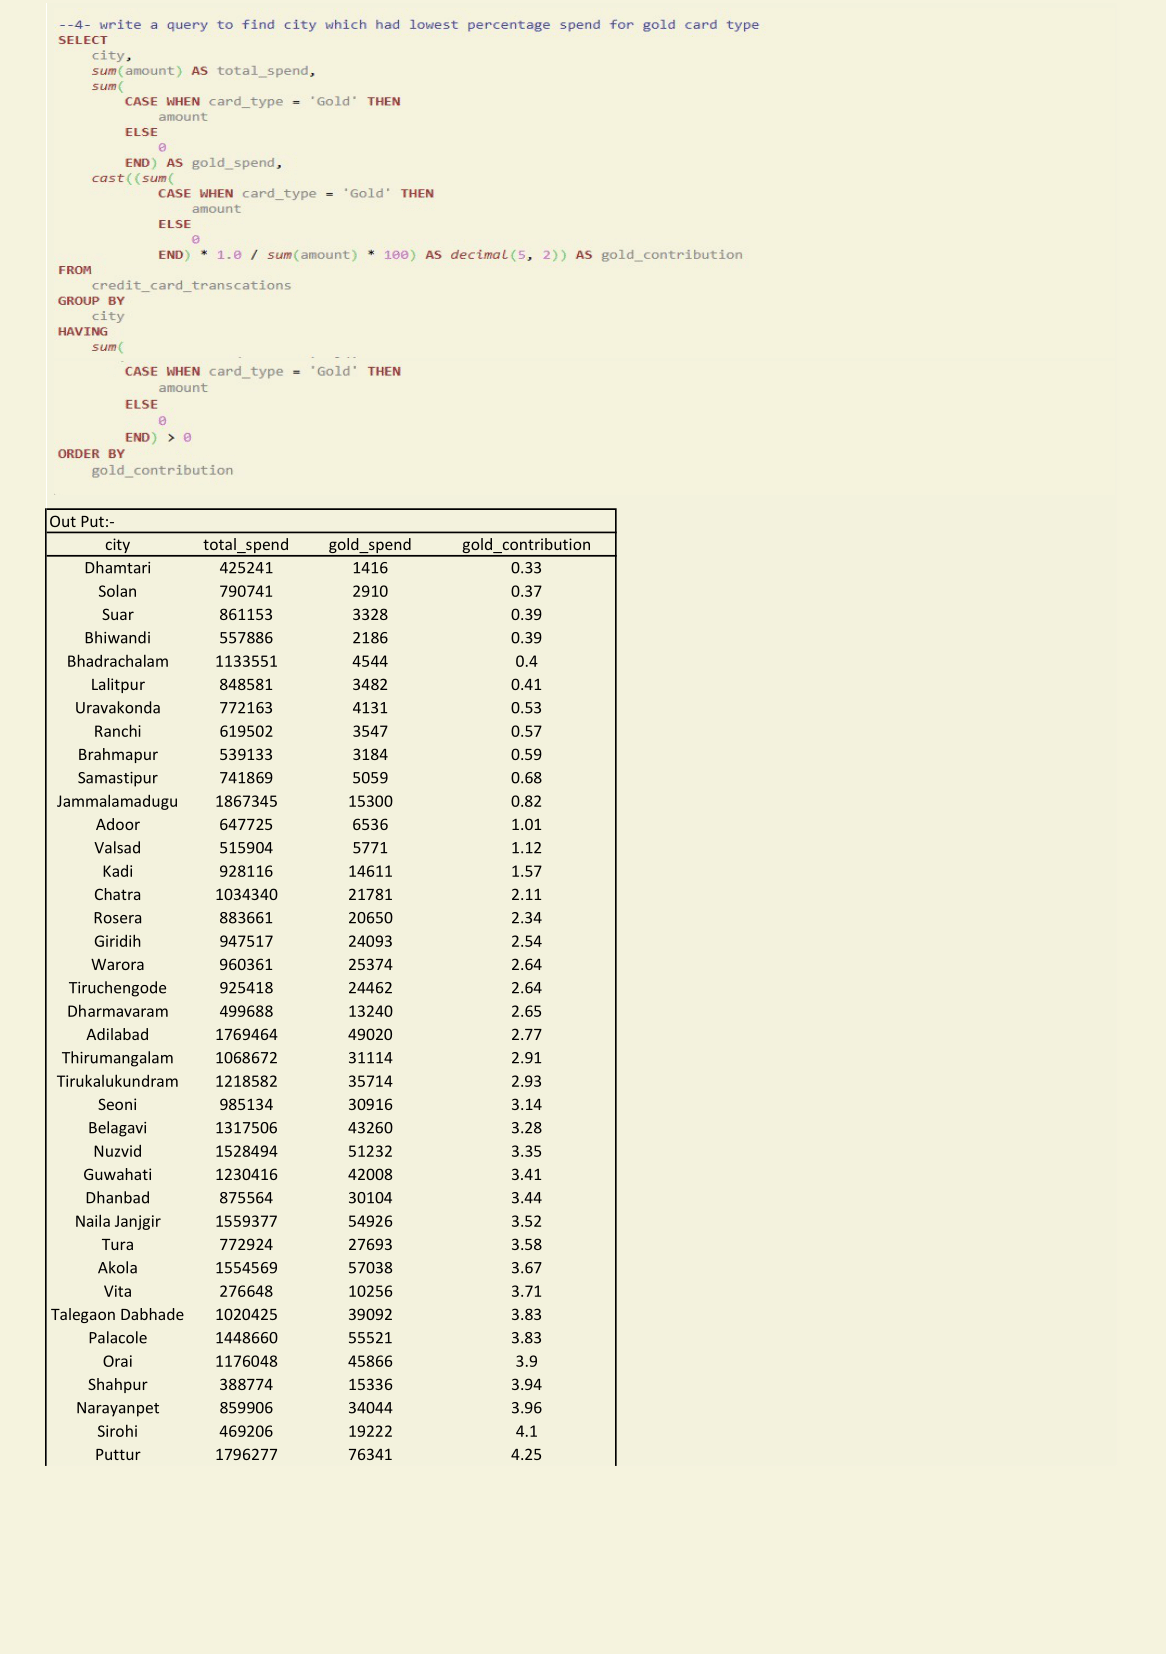 --4- write a query to find city which had lowest percentage spend for gold card type
SELECT
city,
sum(amount) AS total_spend,
sum(
CASE WHEN card_type = 'Gold' THEN
amount
ELSE
0
END) AS gold_spend,
cast((sum(
CASE WHEN card_type = 'Gold' THEN
amount
ELSE
0
END) * 1.0 / sum(amount) * 100) AS decimal(5, 2)) AS gold_contribution
FROM
credit_card_transcations
GROUP BY
city
HAVING
sum(
CASE WHEN card_type = 'Gold' THEN
amount
ELSE
0
END) > 0
ORDER BY
gold_contribution
Out Put:-
city total_spend gold_spend gold_contribution
Dhamtari 425241 1416 0.33
Solan 790741 2910 0.37
Suar 861153 3328 0.39
Bhiwandi 557886 2186 0.39
Bhadrachalam 1133551 4544 0.4
Lalitpur 848581 3482 0.41
Uravakonda 772163 4131 0.53
Ranchi 619502 3547 0.57
Brahmapur 539133 3184 0.59
Samastipur 741869 5059 0.68
Jammalamadugu 1867345 15300 0.82
Adoor 647725 6536 1.01
Valsad 515904 5771 1.12
Kadi 928116 14611 1.57
Chatra 1034340 21781 2.11
Rosera 883661 20650 2.34
Giridih 947517 24093 2.54
Warora 960361 25374 2.64
Tiruchengode 925418 24462 2.64
Dharmavaram 499688 13240 2.65
Adilabad 1769464 49020 2.77
Thirumangalam 1068672 31114 2.91
Tirukalukundram 1218582 35714 2.93
Seoni 985134 30916 3.14
Belagavi 1317506 43260 3.28
Nuzvid 1528494 51232 3.35
Guwahati 1230416 42008 3.41
Dhanbad 875564 30104 3.44
Naila Janjgir 1559377 54926 3.52
Tura 772924 27693 3.58
Akola 1554569 57038 3.67
Vita 276648 10256 3.71
Talegaon Dabhade 1020425 39092 3.83
Palacole 1448660 55521 3.83
Orai 1176048 45866 3.9
Shahpur 388774 15336 3.94
Narayanpet 859906 34044 3.96
Sirohi 469206 19222 4.1
Puttur 1796277 76341 4.25